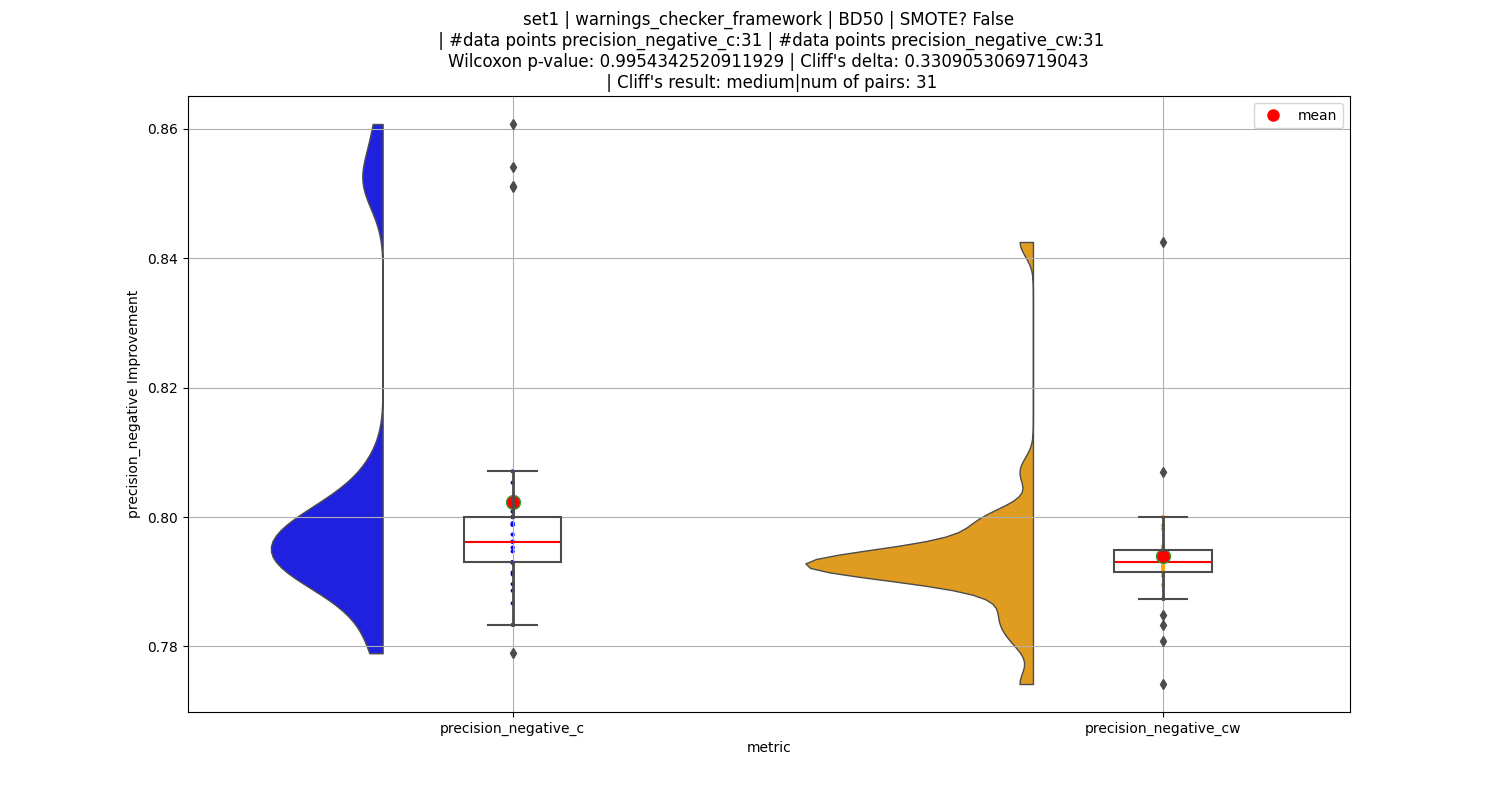 set1 | warnings_checker_framework | BD50 | SMOTE? False
| #data points precision_negative_c:31 | #data points precision_negative_cw:31
Wilcoxon p-value: 0.9954342520911929 | Cliff's delta: 0.3309053069719043
| Cliff's result: medium|num of pairs: 31
mean
0.86
0.84
0.82
0.80
0.78
precision_negative Improvement
precision_negative_c
precision_negative_cw
metric